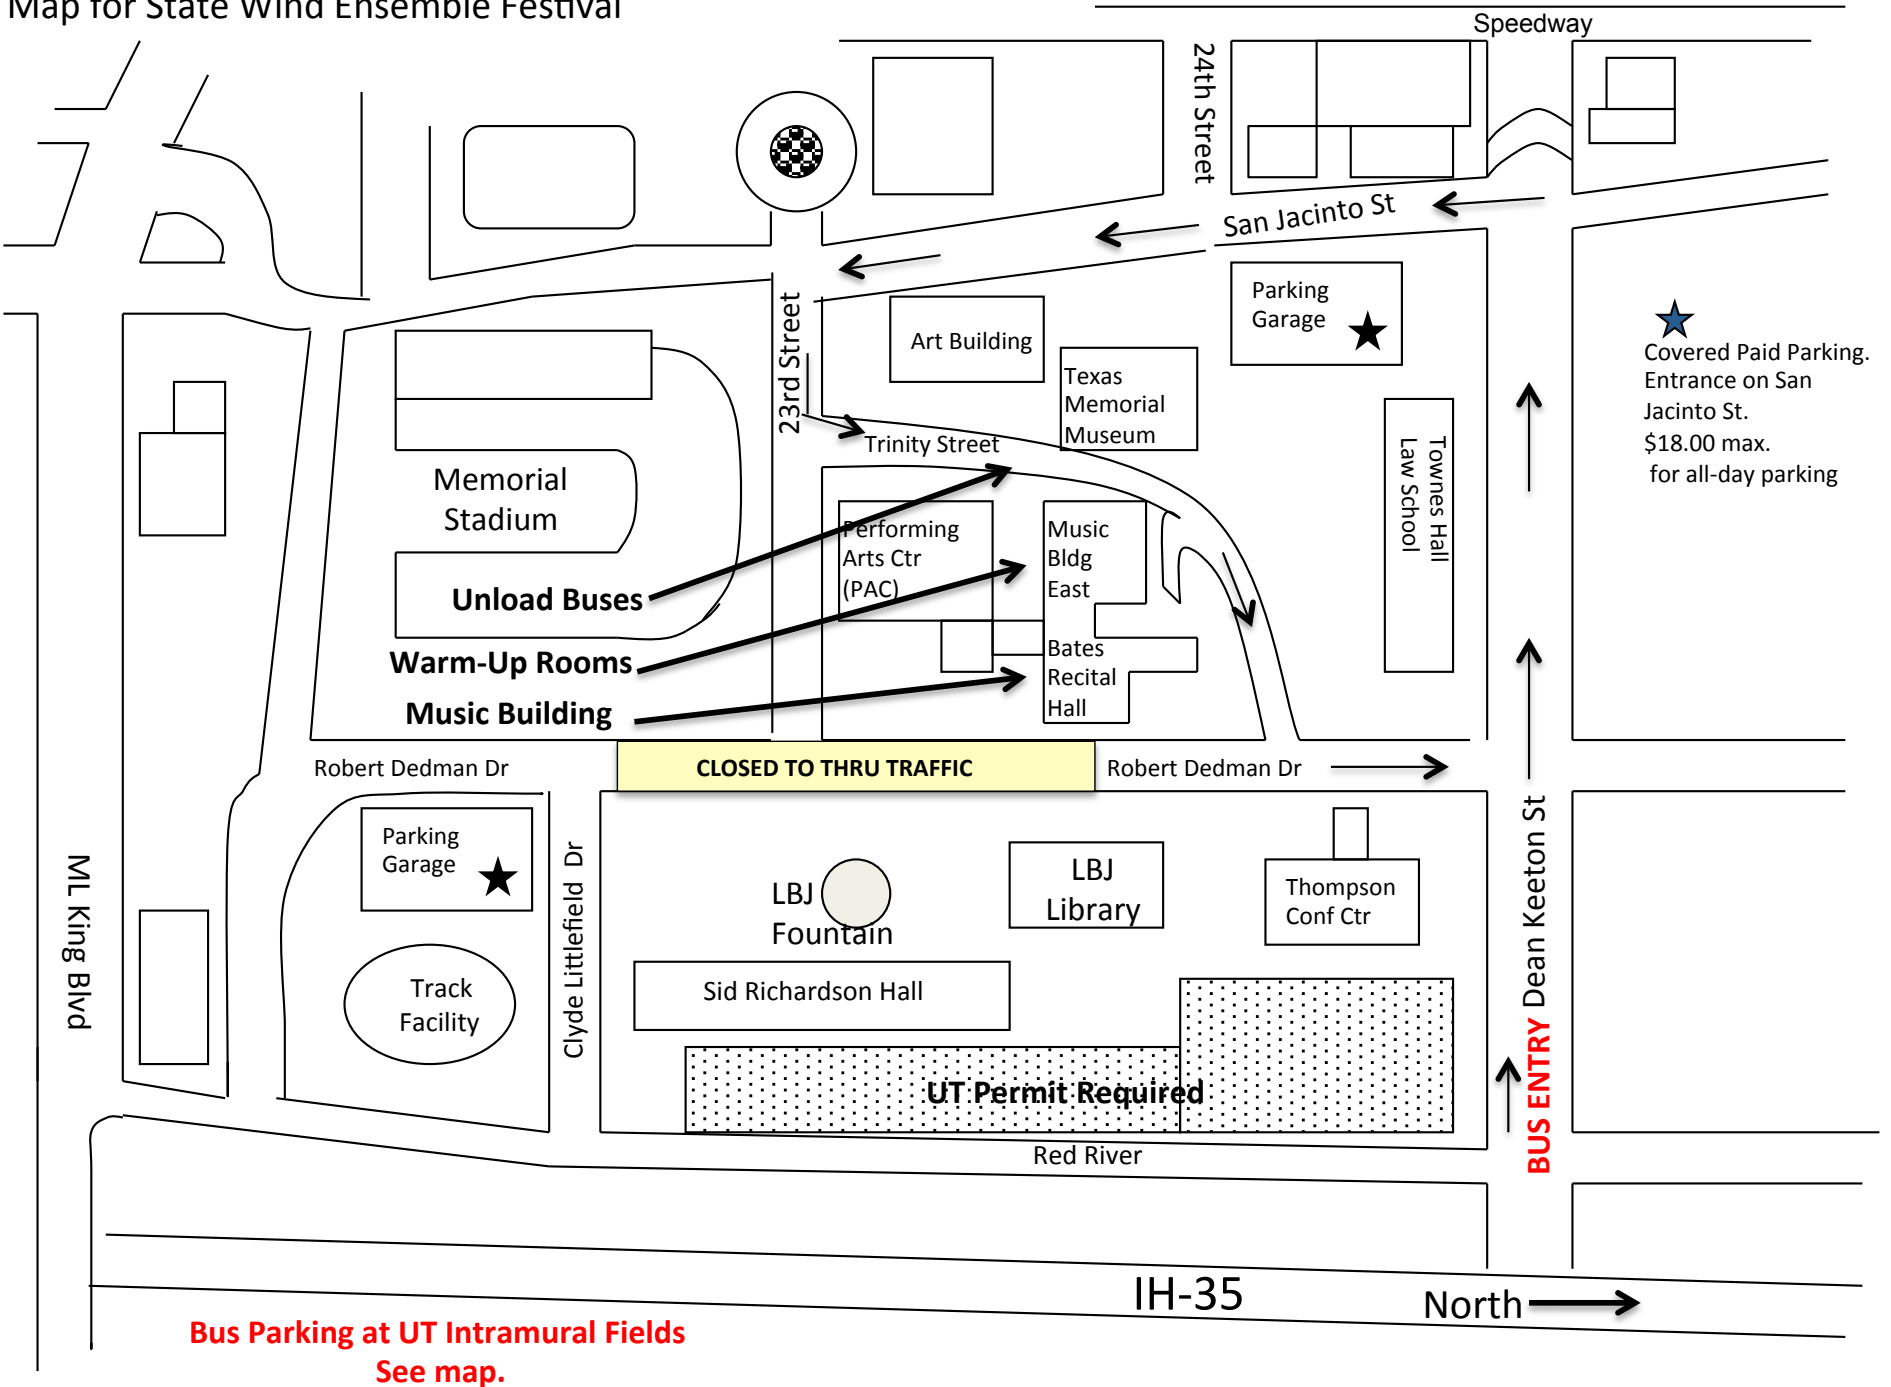 Map for State Wind Ensemble Festival
Speedway
24th Street
San Jacinto St
Parking
Garage
Covered Paid Parking.
Entrance on San
Jacinto St.
$18.00 max.
for all-day parking
23rd Street
Art Building
Texas
Memorial
Museum
Trinity Street
Townes Hall
Law School
Memorial
Stadium
Performing
Arts Ctr
(PAC)
Music
Bldg
East
Unload Buses
Warm-Up Rooms
Music Building
Bates
Recital
Hall
Robert Dedman Dr
CLOSED TO THRU TRAFFIC
Robert Dedman Dr
Parking
Garage
ML King Blvd
Clyde Littlefield Dr
LBJ
Fountain
LBJ
Library
Thompson
Conf Ctr
BUS ENTRY Dean Keeton St
Track
Facility
Sid Richardson Hall
UT Permit Required
Red River
IH-35
North
Bus Parking at UT Intramural Fields
See map.